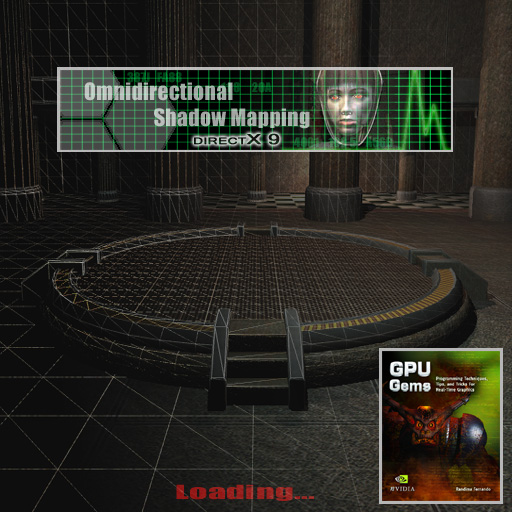 Omnidirectional
Shadow Mapping
DIRECTX 9
GPU
Gems
Programming Techniques,
Tips, and Tricks for
Real-Time Graphics
NVIDIA
Randima Fernando
Loading...